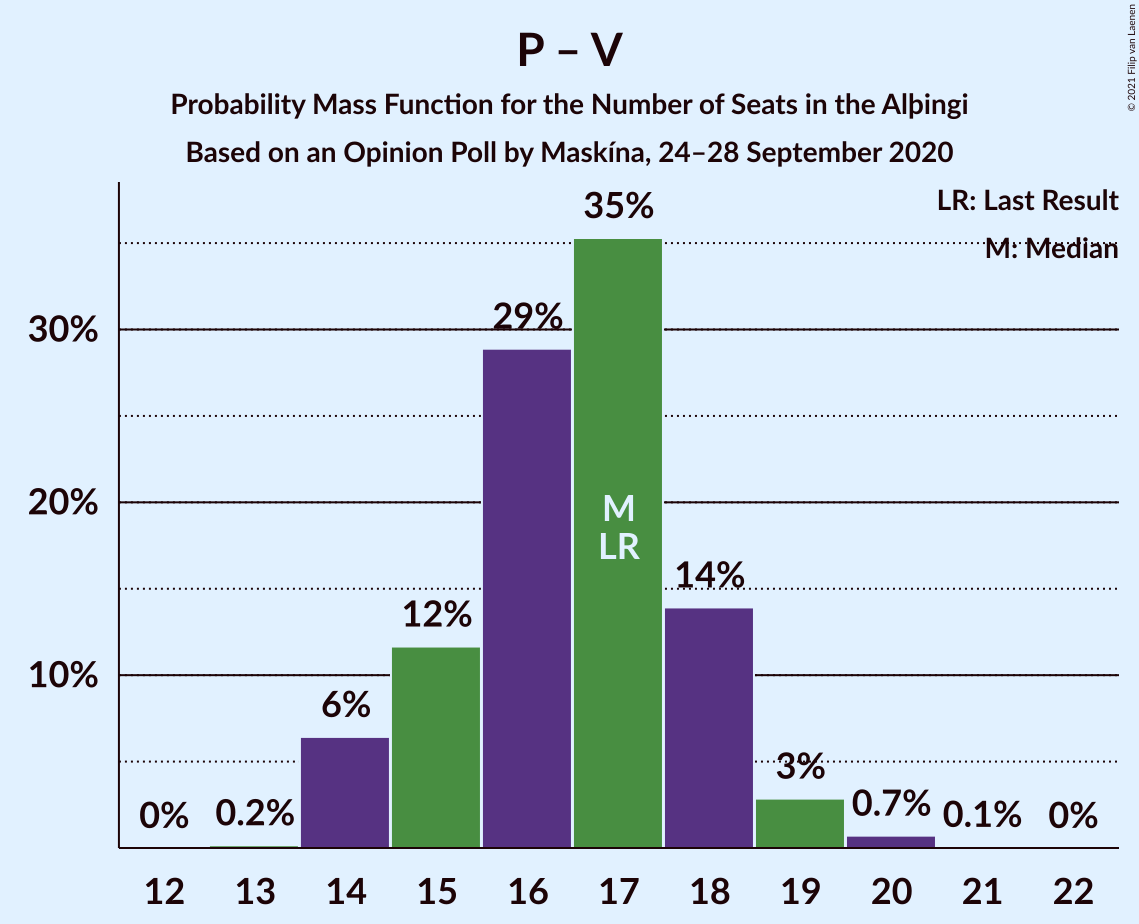 P – V
Probability Mass Function for the Number of Seats in the Alþingi
Based on an Opinion Poll by Maskína, 24–28 September 2020
© 2021 Filip van Laenen
LR: Last Result
M: Median
35%
30%
29%
20%
M
LR
14%
12%
10%
6%
3%
0%
0.2%
0.7%
0.1%
0%
12 13 14 15 16 17 18 19 20 21 22